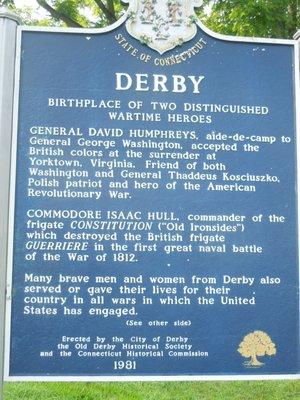 STATE OF CONNECTICUT
DERBY
BIRTHPLACE OF TWO DISTINGUISHED
WARTIME HEROES
GENERAL DAVID HUMPHREYS, aide-de-camp to
General George Washington, accepted the
British colors at the surrender at
Yorktown, Virginia. Friend of both
Washington and General Thaddeus Kosciuszko,
Polish patriot and hero of the American
Revolutionary War.
COMMODORE ISAAC HULL, commander of the
frigate CONSTITUTION ("Old Ironsides")
which destroyed the British frigate
GUERRIERE in the first great naval battle
of the War of 1812.
Many brave men and women from Derby also
served or gave their lives for their
country in all wars in which the United
States has engaged.
(See other side)
Erected by the City of Derby
the Old Derby Historical Society
and the Connecticut Historical Commission
1981